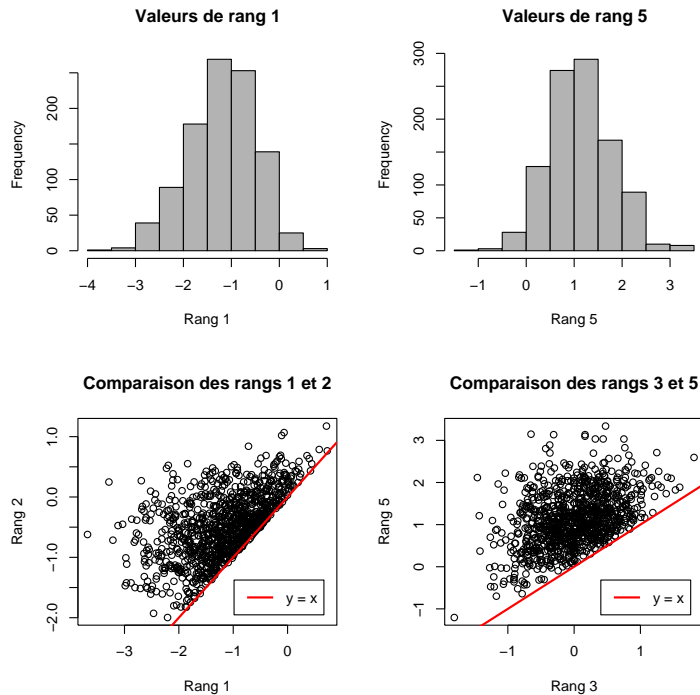 Valeurs de rang 1
Frequency
0 50 100 200
−4 −3 −2 −1 0 1
Rang 1
Valeurs de rang 5
Frequency
0 50 100 200 300
−1 0 1 2 3
Rang 5
Comparaison des rangs 1 et 2
Rang 2
−2.0 −1.0 0.0 1.0
−3 −2 −1 0
Rang 1
y = x
Comparaison des rangs 3 et 5
Rang 5
−1 0 1 2 3
−1 0 1
Rang 3
y = x